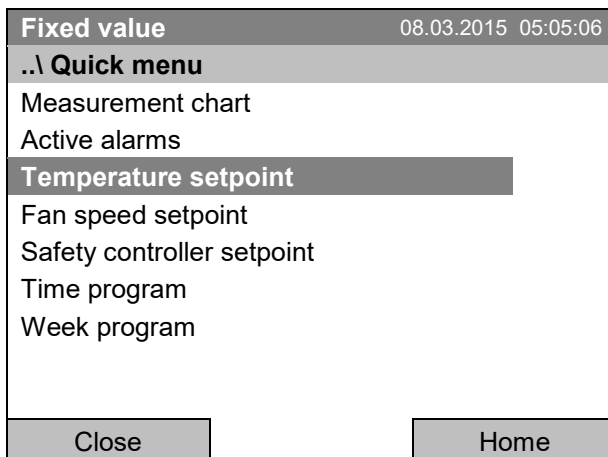 Fixed value 08.03.2015 05:05:06
..\ Quick menu
Measurement chart
Active alarms
Temperature setpoint
Fan speed setpoint
Safety controller setpoint
Time program
Week program
Close Home